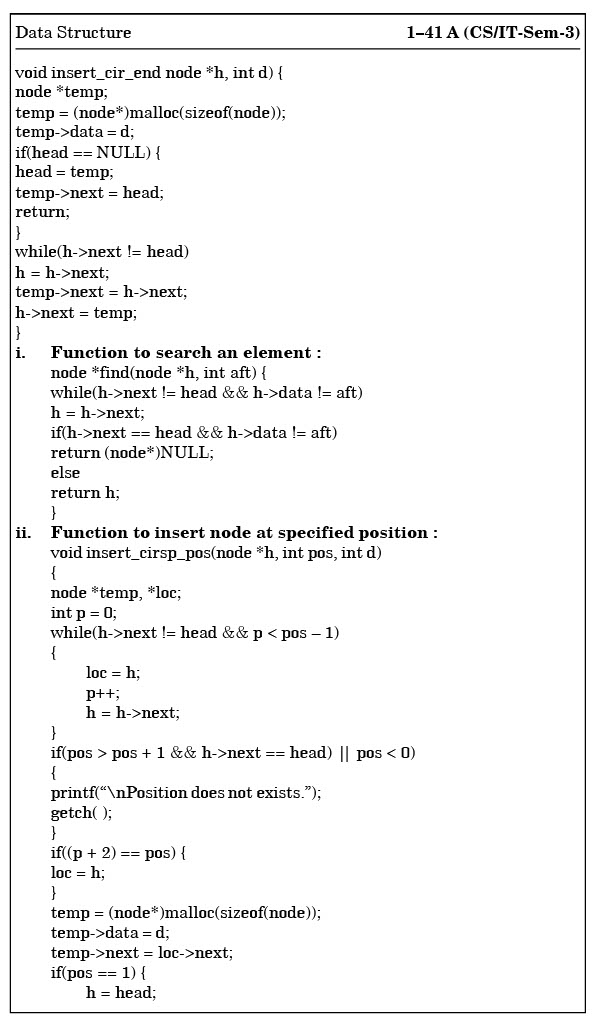 Data Structure 1–41 A (CS/IT-Sem-3)
void insert_cir_end node *h, int d) {
node *temp;
temp = (node*)malloc(sizeof(node));
temp->data = d;
if(head == NULL) {
head = temp;
temp->next = head;
return;
}
while(h->next != head)
h = h->next;
temp->next = h->next;
h->next = temp;
}
i. Function to search an element :
node *find(node *h, int aft) {
while(h->next != head && h->data != aft)
h = h->next;
if(h->next == head && h->data != aft)
return (node*)NULL;
else
return h;
}
ii. Function to insert node at specified position :
void insert_cirsp_pos(node *h, int pos, int d)
{
node *temp, *loc;
int p = 0;
while(h->next != head && p < pos – 1)
{
loc = h;
p++;
h = h->next;
}
if(pos > pos + 1 && h->next == head) || pos < 0)
{
printf(“\nPosition does not exists.”);
getch( );
}
if((p + 2) == pos) {
loc = h;
}
temp = (node*)malloc(sizeof(node));
temp->data = d;
temp->next = loc->next;
if(pos == 1) {
h = head;